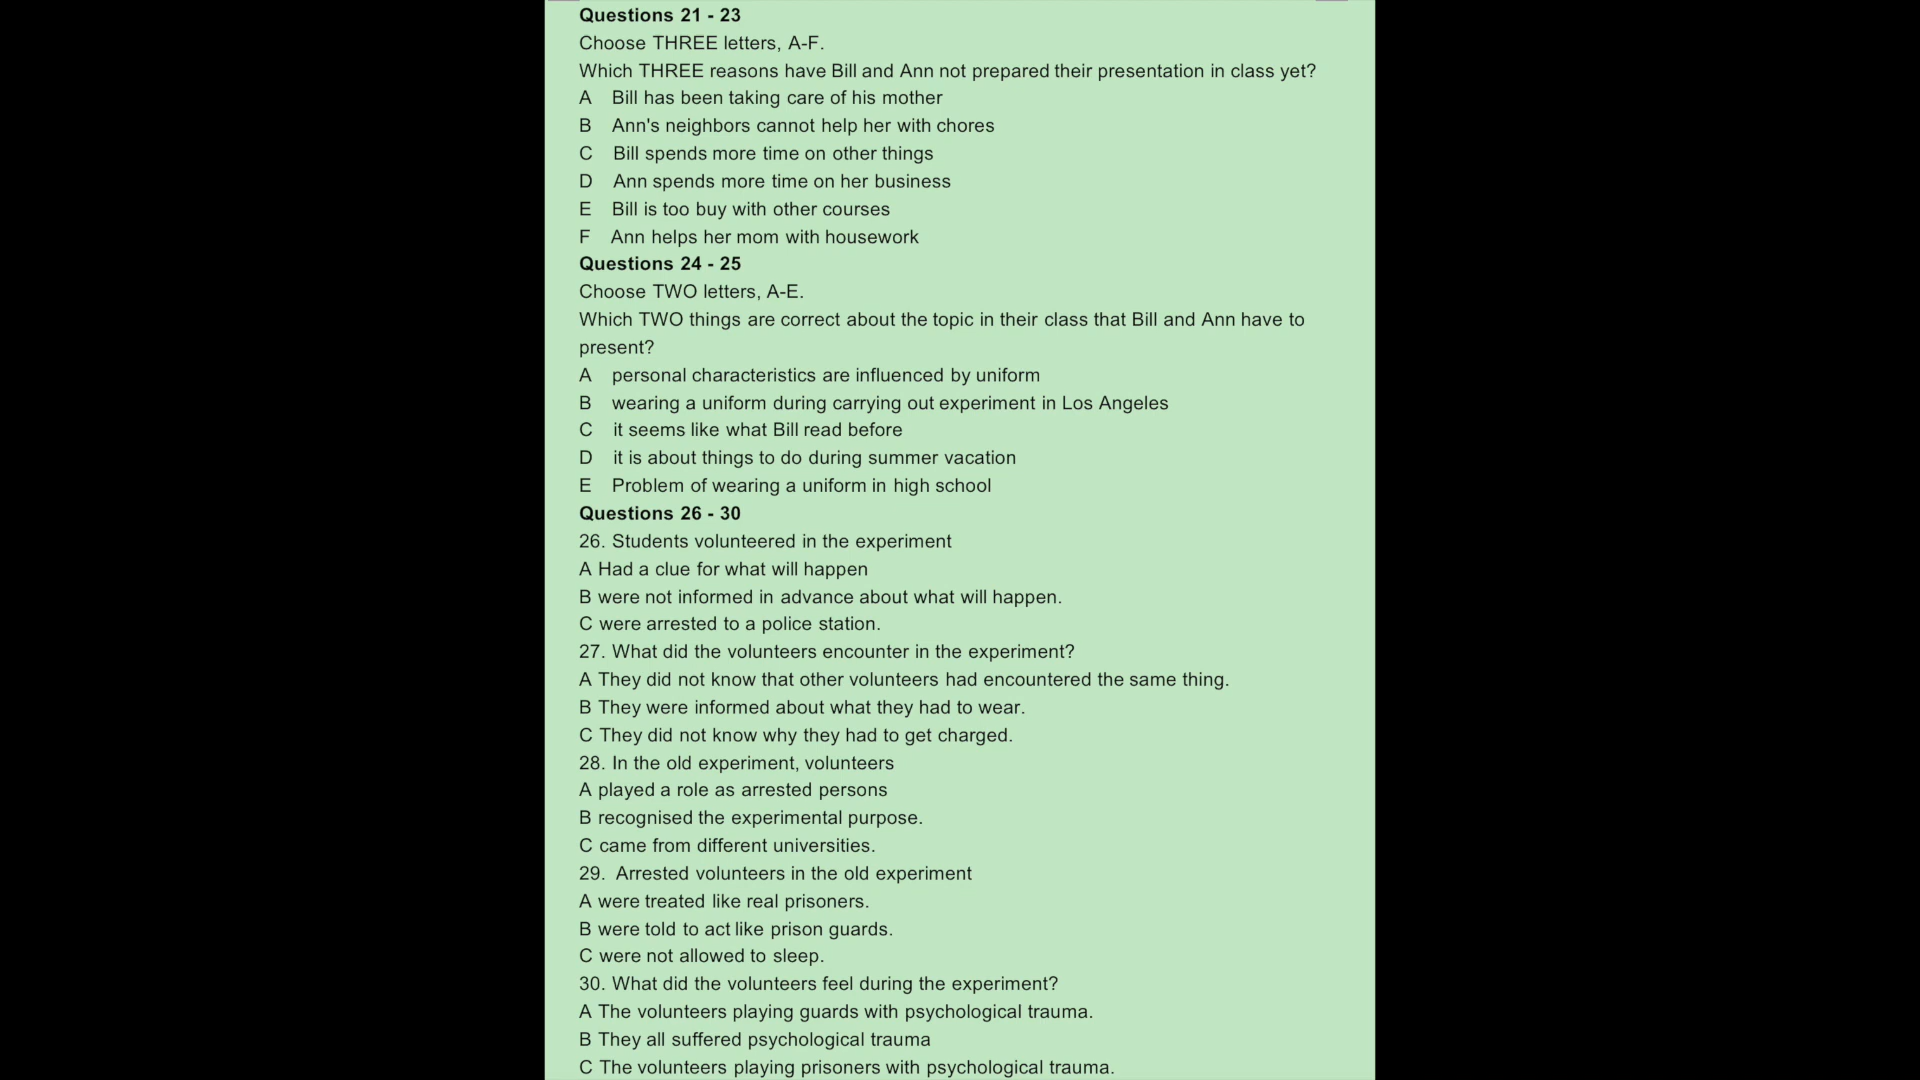 Questions 21 - 23
Choose THREE letters, A-F.
Which THREE reasons have Bill and Ann not prepared their presentation in class yet?
A Bill has been taking care of his mother
B Ann's neighbors cannot help her with chores
C Bill spends more time on other things
D Ann spends more time on her business
E Bill is too buy with other courses
F Ann helps her mom with housework
Questions 24 - 25
Choose TWO letters, A-E.
Which TWO things are correct about the topic in their class that Bill and Ann have to
present?
A personal characteristics are influenced by uniform
B wearing a uniform during carrying out experiment in Los Angeles
C it seems like what Bill read before
D it is about things to do during summer vacation
E Problem of wearing a uniform in high school
Questions 26 - 30
26. Students volunteered in the experiment
A Had a clue for what will happen
B were not informed in advance about what will happen.
C were arrested to a police station.
27. What did the volunteers encounter in the experiment?
A They did not know that other volunteers had encountered the same thing.
B They were informed about what they had to wear.
C They did not know why they had to get charged.
28. In the old experiment, volunteers
A played a role as arrested persons
B recognised the experimental purpose.
C came from different universities.
29. Arrested volunteers in the old experiment
A were treated like real prisoners.
B were told to act like prison guards.
C were not allowed to sleep.
30. What did the volunteers feel during the experiment?
A The volunteers playing guards with psychological trauma.
B They all suffered psychological trauma
C The volunteers playing prisoners with psychological trauma.